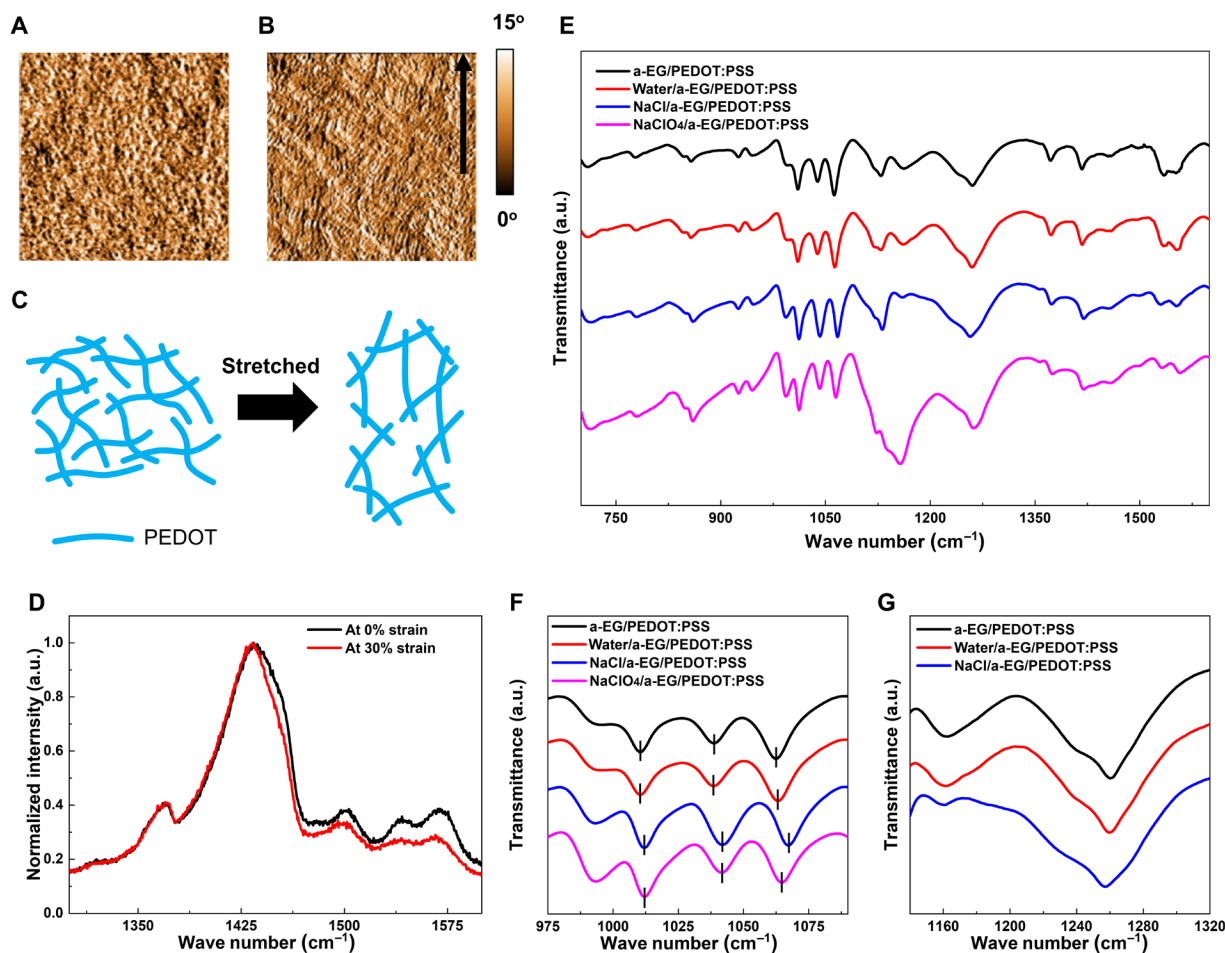 A
B
15°
0°
C
Stretched
PEDOT
D
At 0% strain
At 30% strain
Normalized intensity (a.u.)
1.0
0.8
0.6
0.4
0.2
0.0
1350
1425
1500
1575
Wave number (cm⁻¹)
E
a-EG/PEDOT:PSS
Water/a-EG/PEDOT:PSS
NaCl/a-EG/PEDOT:PSS
NaClO₄/a-EG/PEDOT:PSS
Transmittance (a.u.)
750
900
1050
1200
1350
1500
Wave number (cm⁻¹)
F
a-EG/PEDOT:PSS
Water/a-EG/PEDOT:PSS
NaCl/a-EG/PEDOT:PSS
NaClO₄/a-EG/PEDOT:PSS
Transmittance (a.u.)
975
1000
1025
1050
1075
Wave number (cm⁻¹)
G
a-EG/PEDOT:PSS
Water/a-EG/PEDOT:PSS
NaCl/a-EG/PEDOT:PSS
Transmittance (a.u.)
1160
1200
1240
1280
1320
Wave number (cm⁻¹)